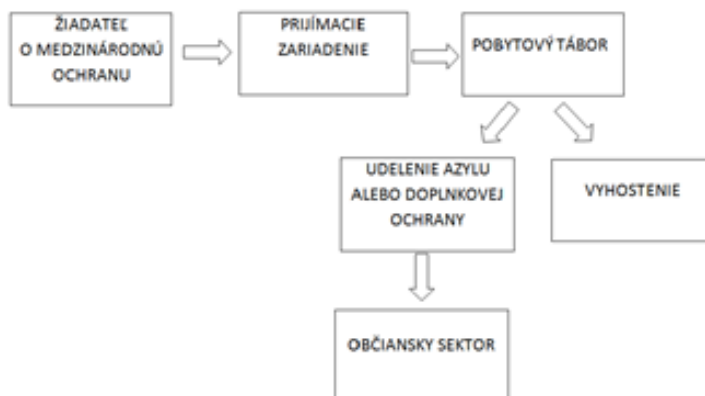 ŽIADATEĽ
O MEDZINÁRODNÚ
OCHRANU
PRIJÍMACIE
ZARIADENIE
POBYTOVÝ TÁBOR
UDELENIE AZYLU
ALEBO DOPLNKOVEJ
OCHRANY
VYHOSTENIE
OBČIANSKY SEKTOR